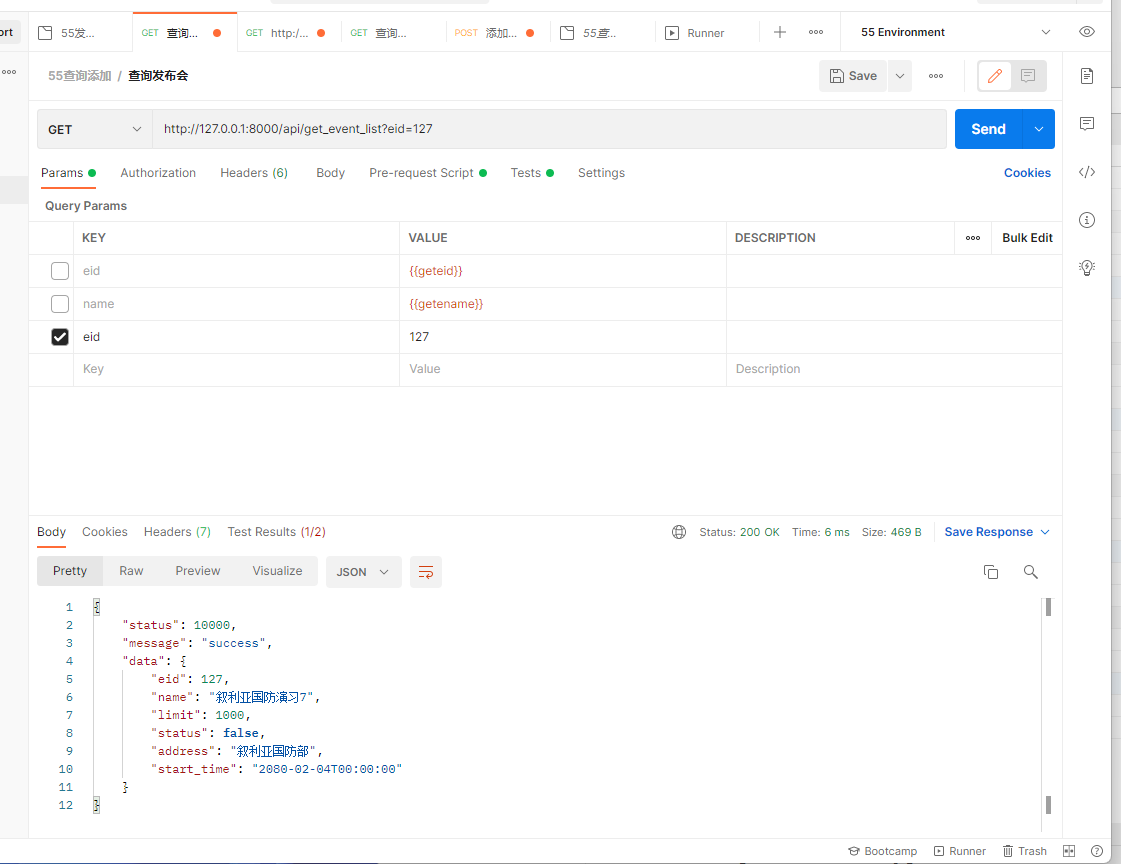 ort
55发...
GET 查询...
GET http:/...
GET 查询...
POST 添加...
55查...
Runner
55 Environment
55查询添加 / 查询发布会
Save
GET
http://127.0.0.1:8000/api/get_event_list?eid=127
Send
Params
Authorization
Headers (6)
Body
Pre-request Script
Tests
Settings
Cookies
Query Params
KEY VALUE DESCRIPTION Bulk Edit
eid {{geteid}}
name {{getename}}
eid 127
Key Value Description
Body
Cookies
Headers (7)
Test Results (1/2)
Status: 200 OK
Time: 6 ms
Size: 469 B
Save Response
Pretty
Raw
Preview
Visualize
JSON
1 {
2 "status": 10000,
3 "message": "success",
4 "data": {
5 "eid": 127,
6 "name": "叙利亚国防演习7",
7 "limit": 1000,
8 "status": false,
9 "address": "叙利亚国防部",
10 "start_time": "2080-02-04T00:00:00"
11 }
12 }
Bootcamp
Runner
Trash